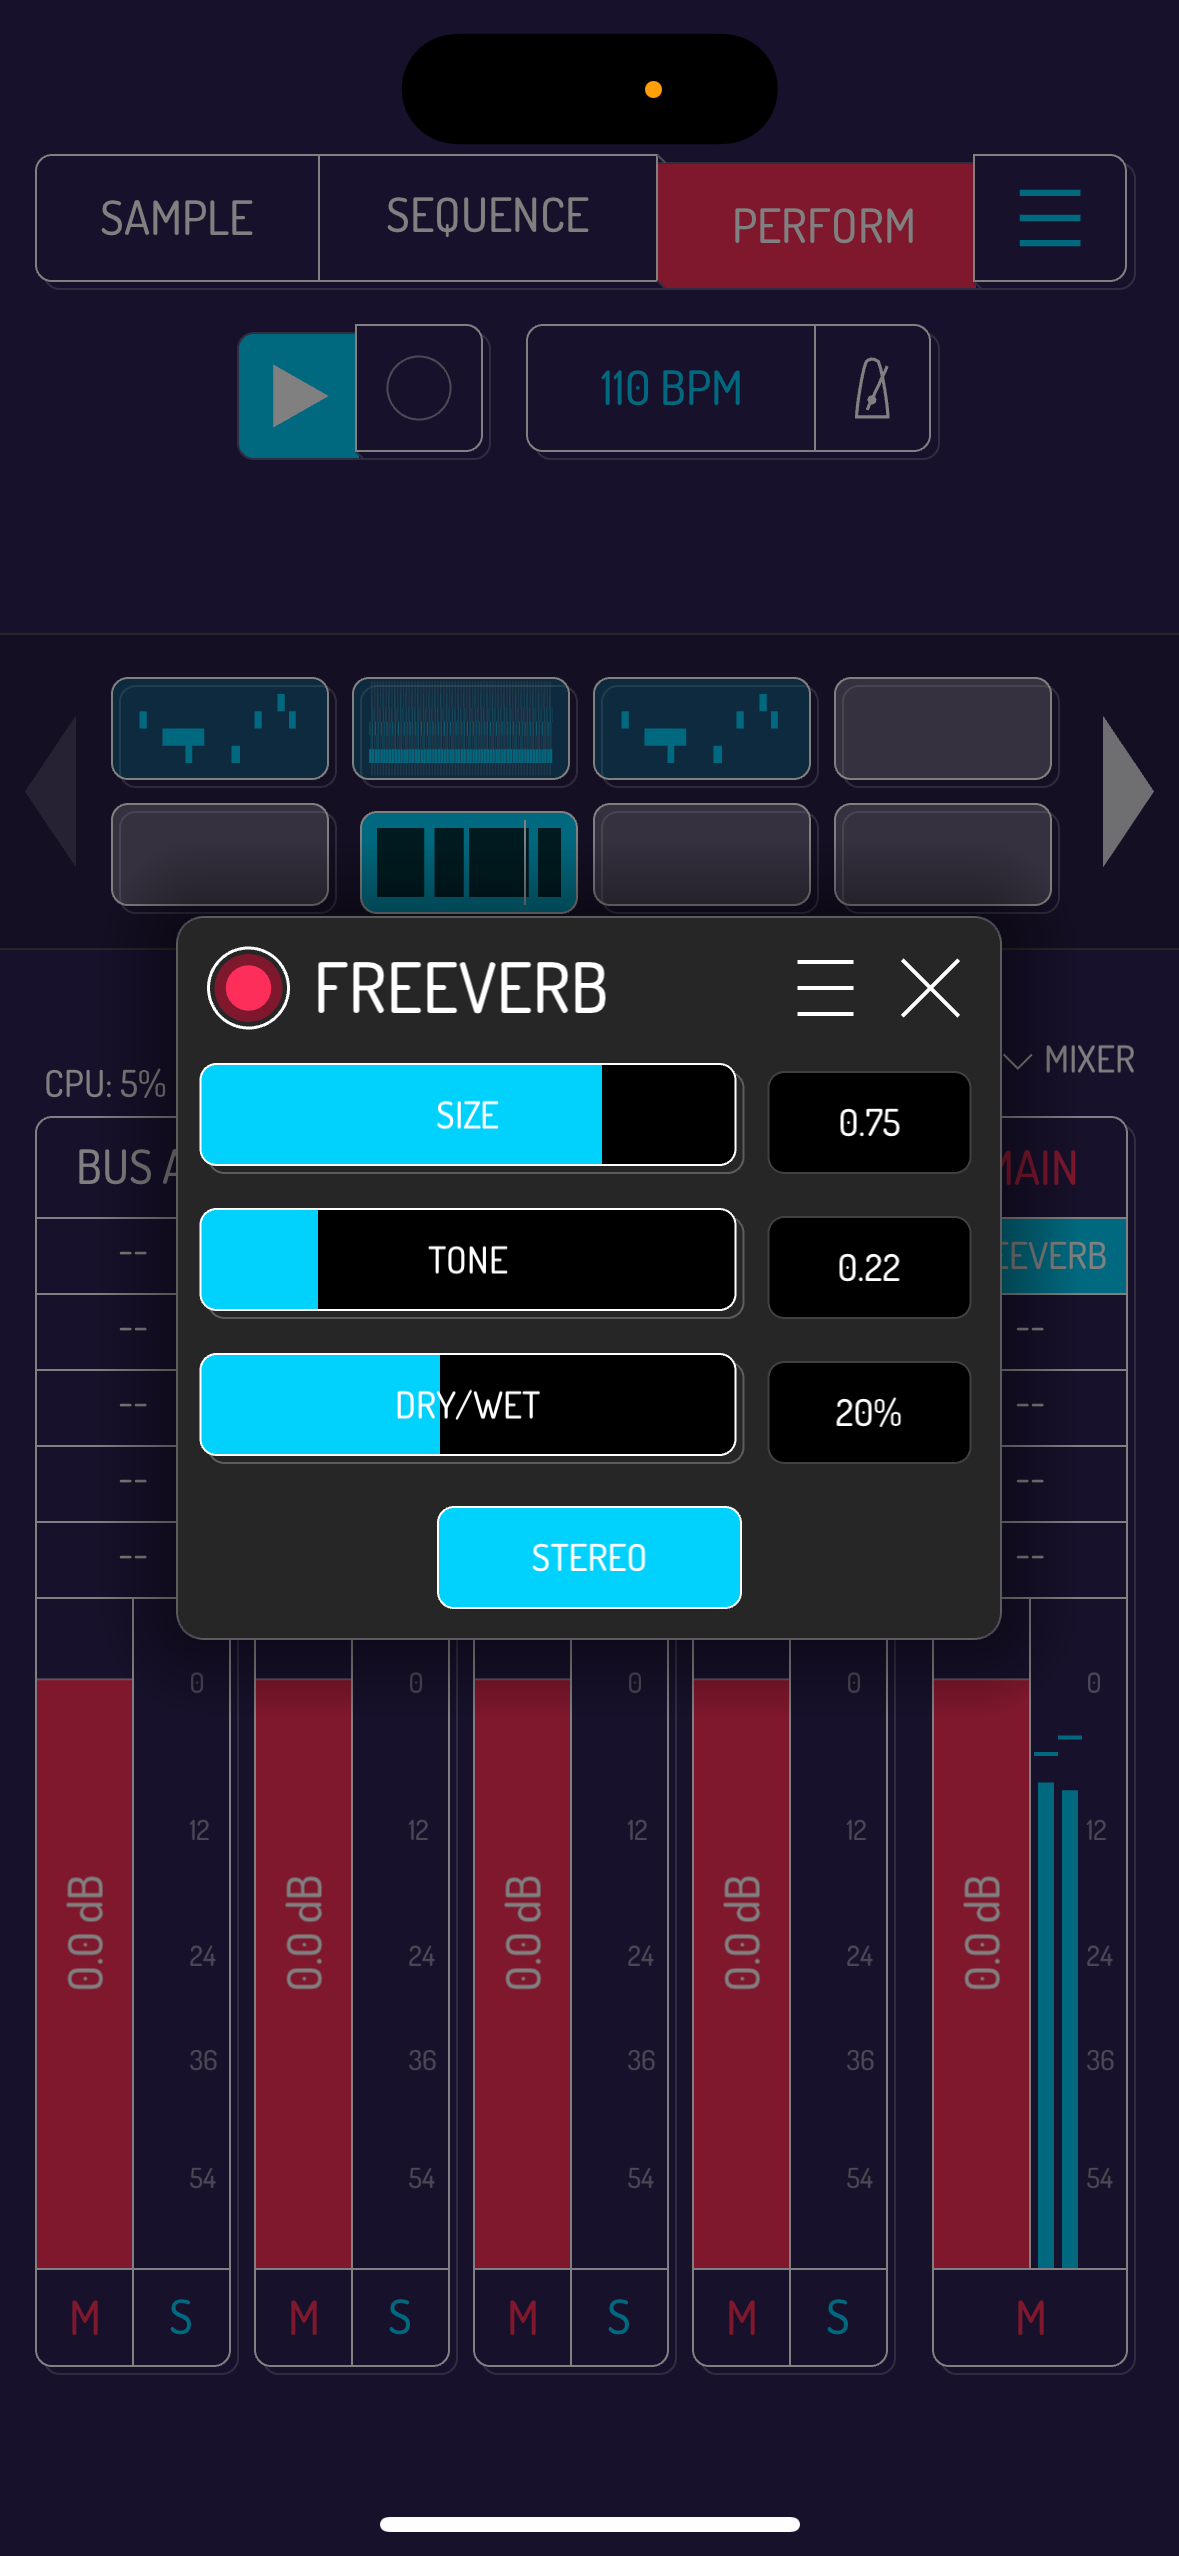 SAMPLE
SEQUENCE
PERFORM
110 BPM
FREEVERB
MIXER
CPU: 5%
SIZE
0.75
BUS A
MAIN
TONE
0.22
EEVERB
--
--
--
--
DRY/WET
20%
--
--
--
--
--
STEREO
0
0
0
0
0
12
12
12
12
12
0.0 dB
0.0 dB
0.0 dB
0.0 dB
0.0 dB
24
24
24
24
24
36
36
36
36
36
54
54
54
54
54
M
S
M
S
M
S
M
S
M